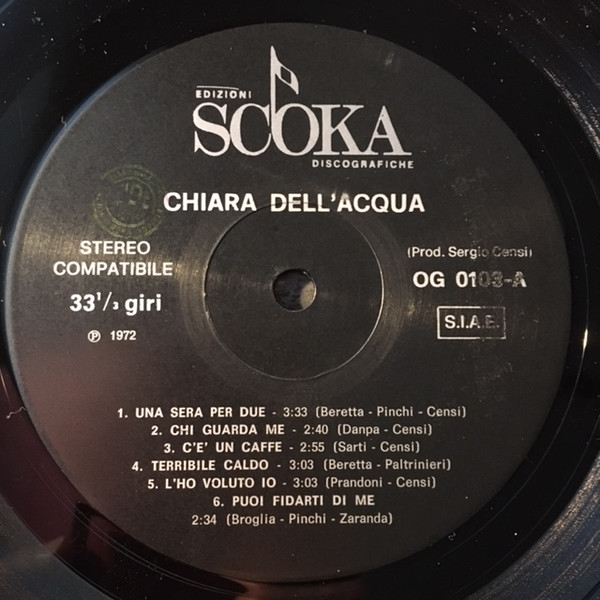 EDIZIONI
SCOKA
DISCOGRAFICHE
CHIARA DELL'ACQUA
STEREO
COMPATIBILE
33 1/3 giri
℗ 1972
(Prod. Sergio Censi)
OG 0103-A
S.I.A.E.
1. UNA SERA PER DUE - 3:33 (Beretta - Pinchi - Censi)
2. CHI GUARDA ME - 2:40 (Danpa - Censi)
3. C'E' UN CAFFE - 2:55 (Sarti - Censi)
4. TERRIBILE CALDO - 3:03 (Beretta - Paltrinieri)
5. L'HO VOLUTO IO - 3:03 (Prandoni - Censi)
6. PUOI FIDARTI DI ME
2:34 (Broglia - Pinchi - Zaranda)